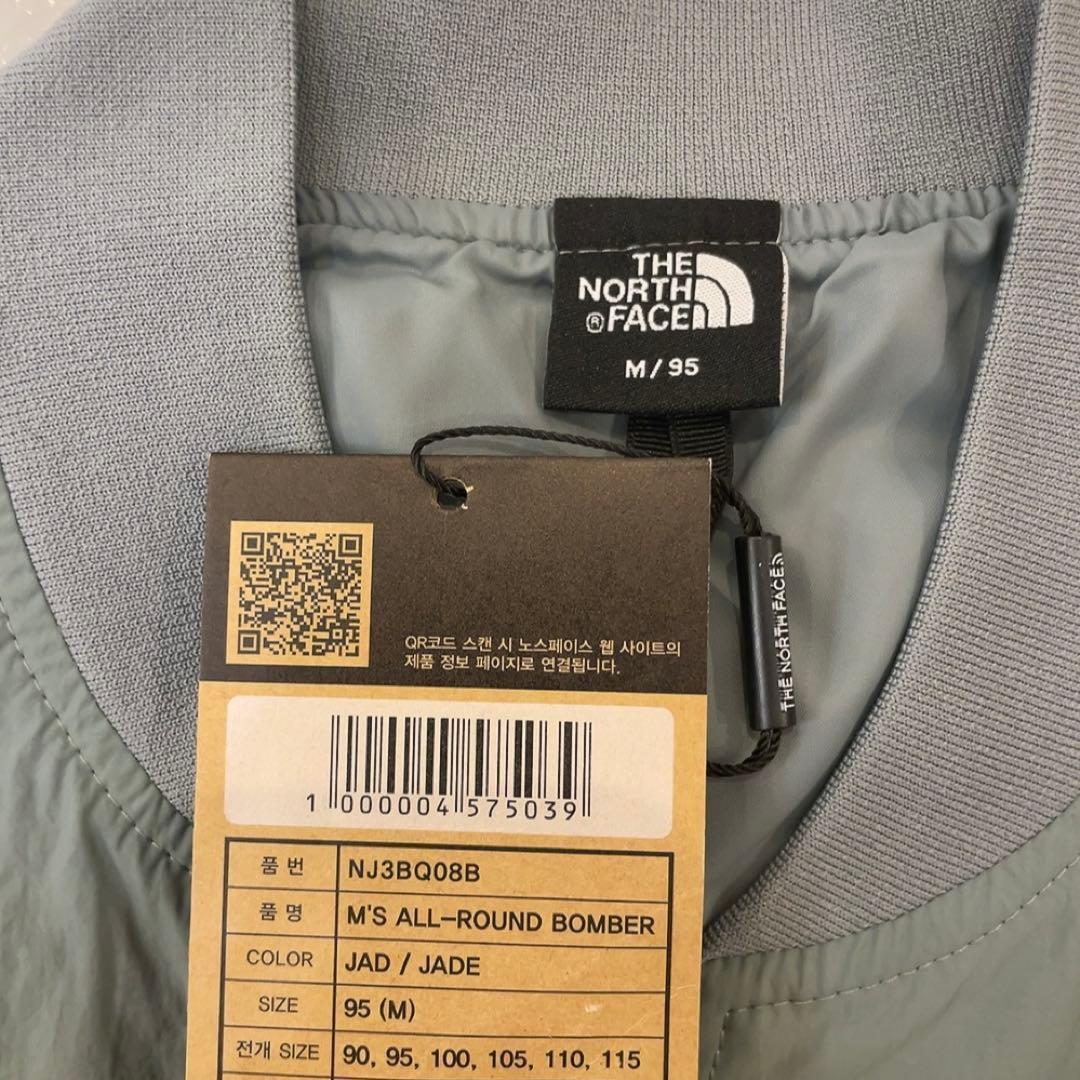 THE
NORTH
® FACE
M / 95
THE NORTH FACE
QR코드 스캔 시 노스페이스 웹 사이트의
제품 정보 페이지로 연결됩니다.
1 000004 575039
품 번 NJ3BQ08B
품 명 M'S ALL-ROUND BOMBER
COLOR JAD / JADE
SIZE 95 (M)
전개 SIZE 90, 95, 100, 105, 110, 115